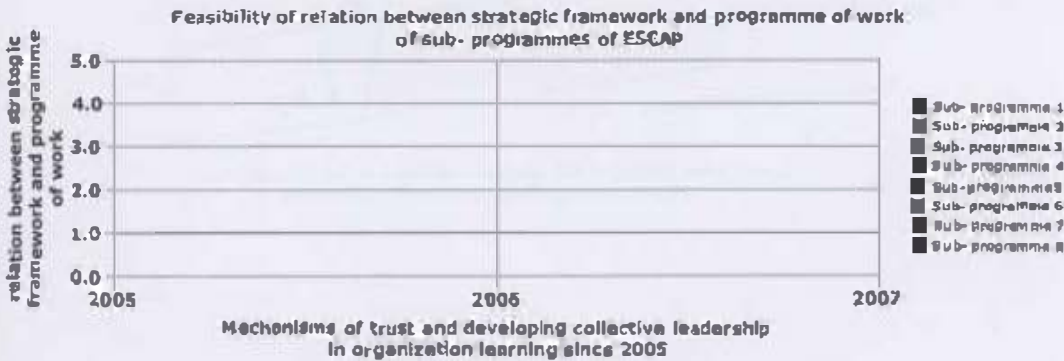 Feasibility of relation between strategic framework and programme of work
of sub- programmes of ESCAP
relation between strategic
framework and programme
of work
5.0
4.0
3.0
2.0
1.0
0.0
2005
2006
2007
Sub- programme 1
Sub- programme 2
Sub- programme 3
Sub- programme 4
Sub-programme5
Sub- programme 6
Sub- programme 7
Sub- programme 8
Mechanisms of trust and developing collective leadership
in organization learning since 2005